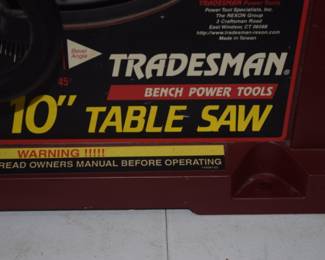 TRADESMAN
Power Tool Specialists, Inc.
The REXON Group
3 Craftsman Road
East Windsor, CT 06088
http://www.tradesman-rexon.com
Made in Taiwan
Bevel
Angle
45°
TRADESMAN®
BENCH POWER TOOLS
10" TABLE SAW
WARNING !!!!!
READ OWNERS MANUAL BEFORE OPERATING